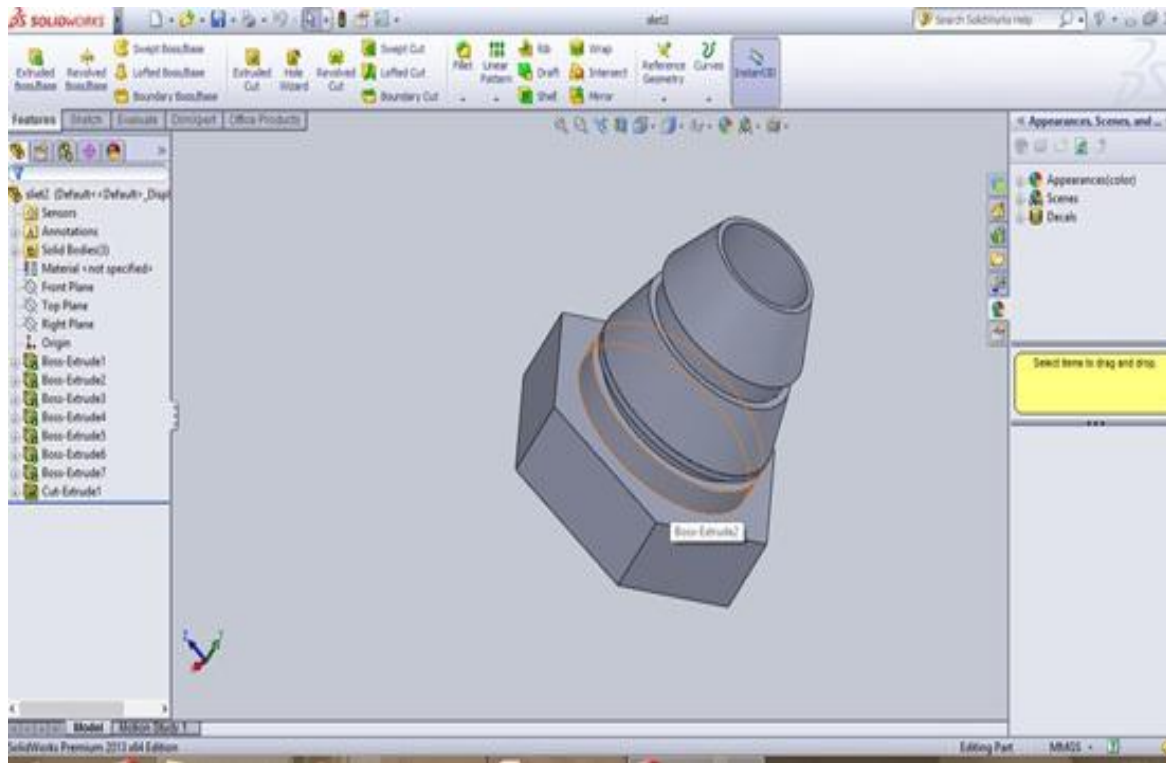 SOLIDWORKS
sliet2
Search SolidWorks Help
Extruded Boss/Base
Revolved Boss/Base
Swept Boss/Base
Lofted Boss/Base
Boundary Boss/Base
Extruded Cut
Hole Wizard
Revolved Cut
Swept Cut
Lofted Cut
Boundary Cut
Fillet
Linear Pattern
Rib
Draft
Shell
Wrap
Intersect
Mirror
Reference Geometry
Curves
Instant3D
Features
Sketch
Evaluate
DimXpert
Office Products
sliet2 (Default<<Default>_Displ
Sensors
Annotations
Solid Bodies(3)
Material <not specified>
Front Plane
Top Plane
Right Plane
Origin
Boss-Extrude1
Boss-Extrude2
Boss-Extrude3
Boss-Extrude4
Boss-Extrude5
Boss-Extrude6
Boss-Extrude7
Cut-Extrude1
Boss-Extrude2
Appearances, Scenes, and ...
Appearances(color)
Scenes
Decals
Select items to drag and drop.
Model
Motion Study 1
SolidWorks Premium 2013 x64 Edition
Editing Part
MMGS